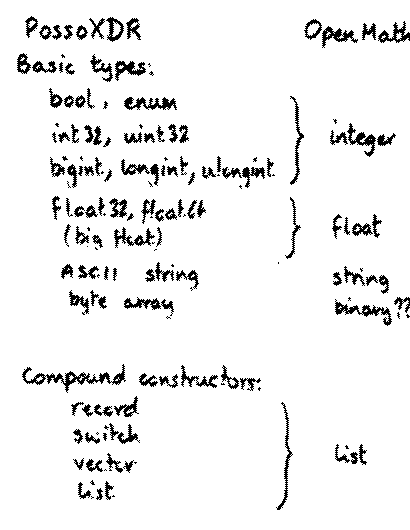 PossoXDR OpenMath
Basic types:
bool, enum
int32, uint32 integer
bigint, longint, ulongint
float32, float64 float
(big float)
ASCII string string
byte array binary??
Compound constructors:
record
switch
vector list
list